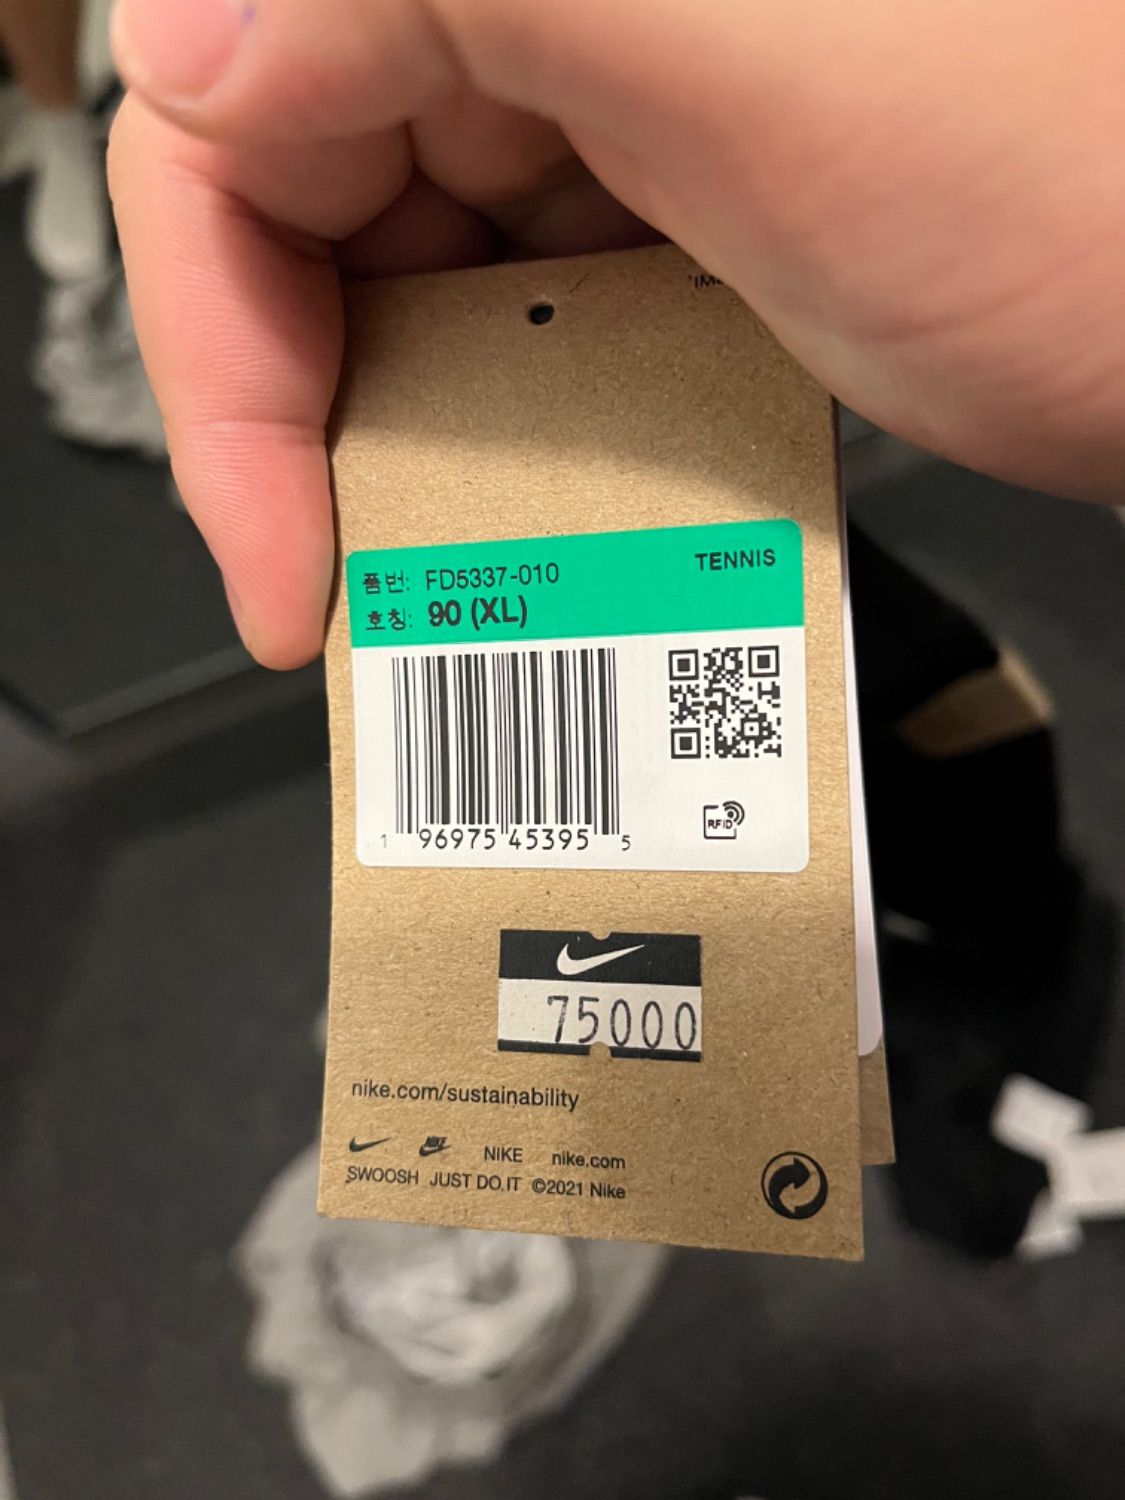 TENNIS
품번: FD5337-010
호칭: 90 (XL)
1 96975 45395 5
RFID
75000
nike.com/sustainability
NIKE NIKE nike.com
SWOOSH JUST DO IT ©2021 Nike